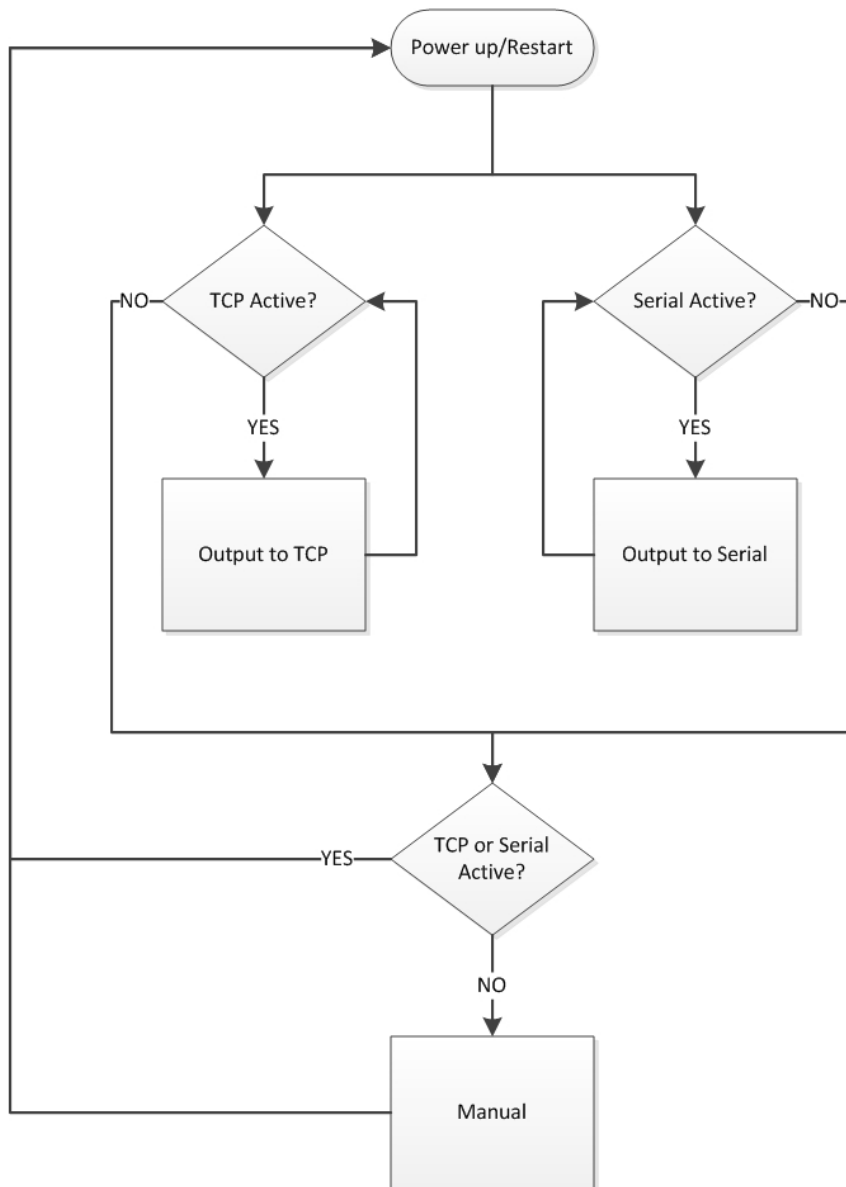 Power up/Restart
NO
TCP Active?
Serial Active?
NO
YES
YES
Output to TCP
Output to Serial
TCP or Serial
Active?
YES
NO
Manual